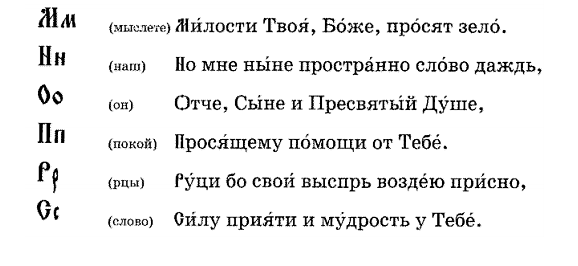 Мм (мыслете) Ми́лости Твоя́, Бо́же, про́сят зело́.
Нн (наш) Но мне ны́не простра́нно сло́во даждь,
Оо (он) О́тче, Сы́не и Пресвяты́й Ду́ше,
Пп (покой) Прося́щему по́мощи от Тебе́.
Рр (рцы) Ру́ци бо свои́ выспрь возде́ю при́сно,
Сс (слово) Си́лу прия́ти и му́дрость у Тебе́.